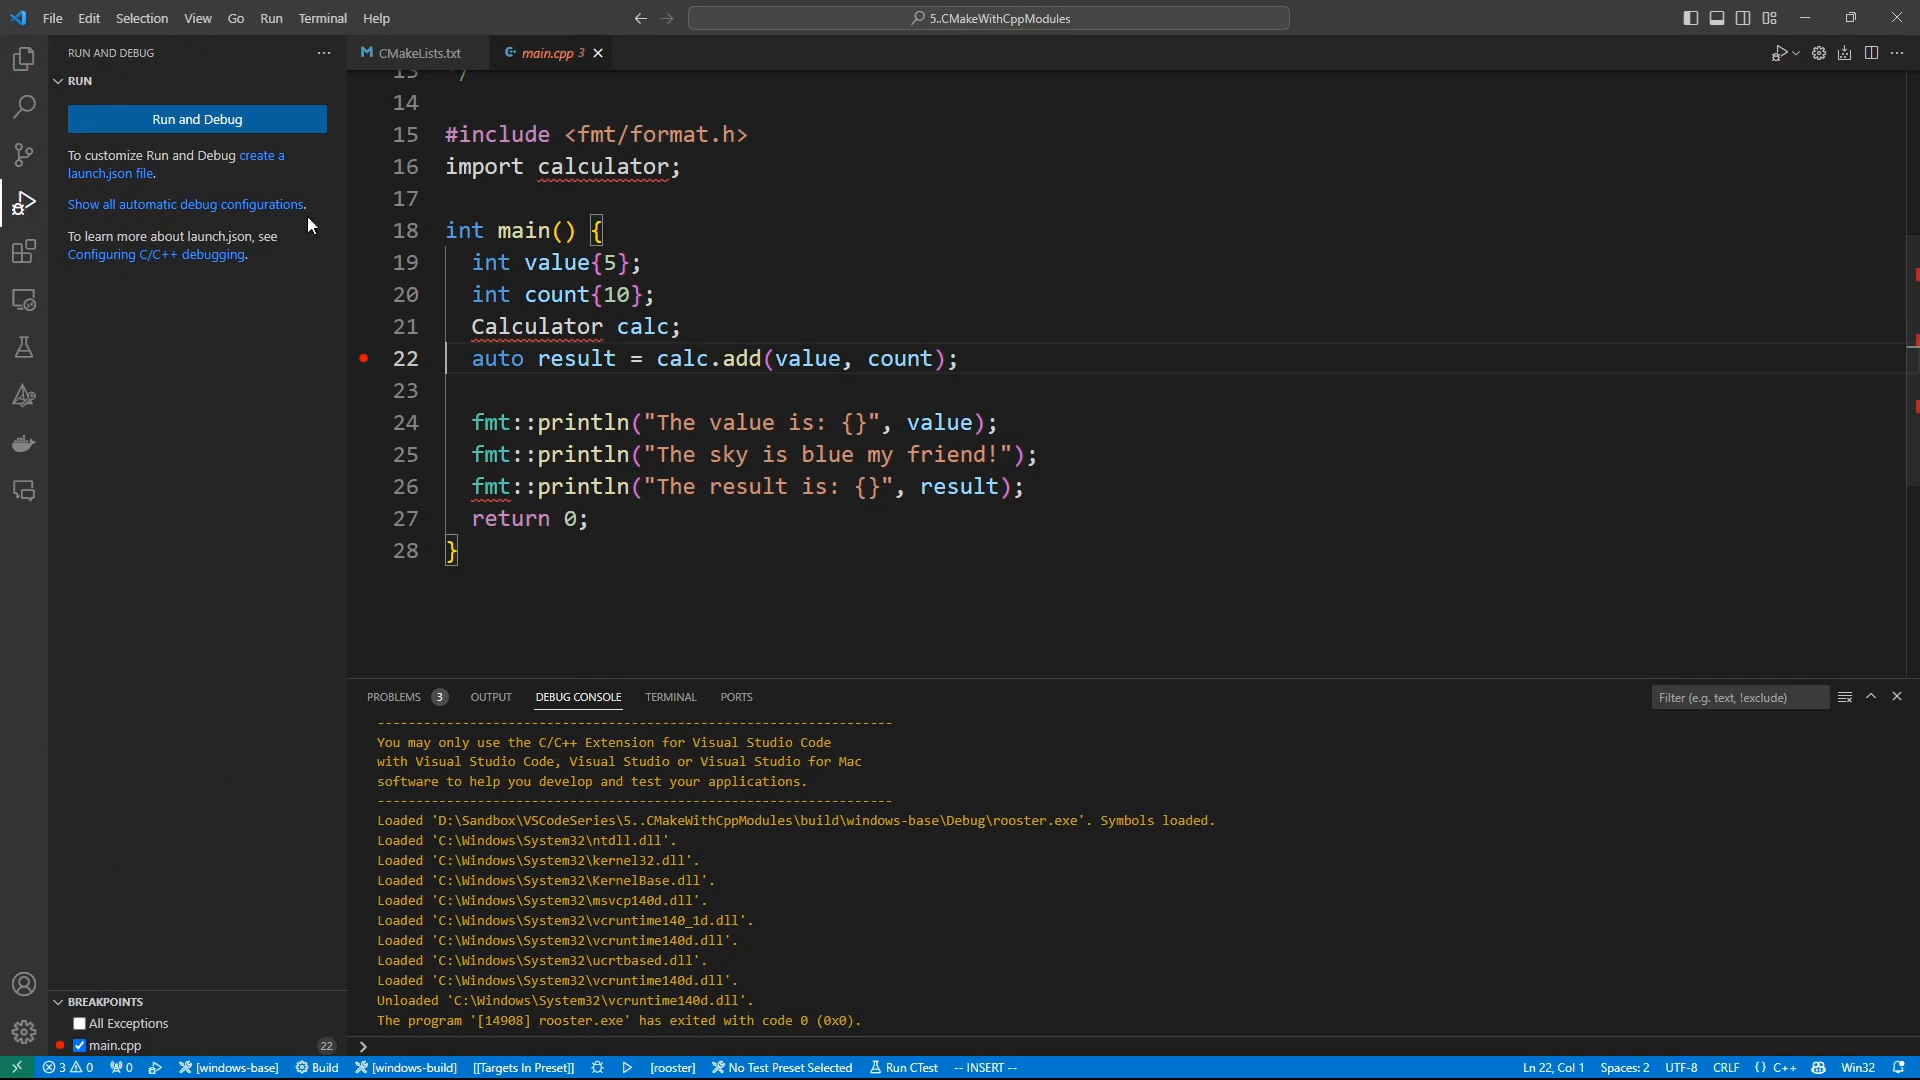 File Edit Selection View Go Run Terminal Help
5..CMakeWithCppModules
RUN AND DEBUG
CMakeLists.txt
main.cpp 3
RUN
Run and Debug
To customize Run and Debug create a
launch.json file.
Show all automatic debug configurations.
To learn more about launch.json, see
Configuring C/C++ debugging.
13 */
14
15 #include <fmt/format.h>
16 import calculator;
17
18 int main() {
19 int value{5};
20 int count{10};
21 Calculator calc;
22 auto result = calc.add(value, count);
23
24 fmt::println("The value is: {}", value);
25 fmt::println("The sky is blue my friend!");
26 fmt::println("The result is: {}", result);
27 return 0;
28 }
PROBLEMS 3 OUTPUT DEBUG CONSOLE TERMINAL PORTS
Filter (e.g. text, !exclude)
-------------------------------------------------------------------
You may only use the C/C++ Extension for Visual Studio Code
with Visual Studio Code, Visual Studio or Visual Studio for Mac
software to help you develop and test your applications.
-------------------------------------------------------------------
Loaded 'D:\Sandbox\VSCodeSeries\5..CMakeWithCppModules\build\windows-base\Debug\rooster.exe'. Symbols loaded.
Loaded 'C:\Windows\System32\ntdll.dll'.
Loaded 'C:\Windows\System32\kernel32.dll'.
Loaded 'C:\Windows\System32\KernelBase.dll'.
Loaded 'C:\Windows\System32\msvcp140d.dll'.
Loaded 'C:\Windows\System32\vcruntime140_1d.dll'.
Loaded 'C:\Windows\System32\vcruntime140d.dll'.
Loaded 'C:\Windows\System32\ucrtbased.dll'.
Loaded 'C:\Windows\System32\vcruntime140d.dll'.
Unloaded 'C:\Windows\System32\vcruntime140d.dll'.
The program '[14908] rooster.exe' has exited with code 0 (0x0).
BREAKPOINTS
All Exceptions
main.cpp 22
3 0 0 [windows-base] Build [windows-build] [[Targets In Preset]] [rooster] No Test Preset Selected Run CTest -- INSERT --
Ln 22, Col 1 Spaces: 2 UTF-8 CRLF {} C++ Win32